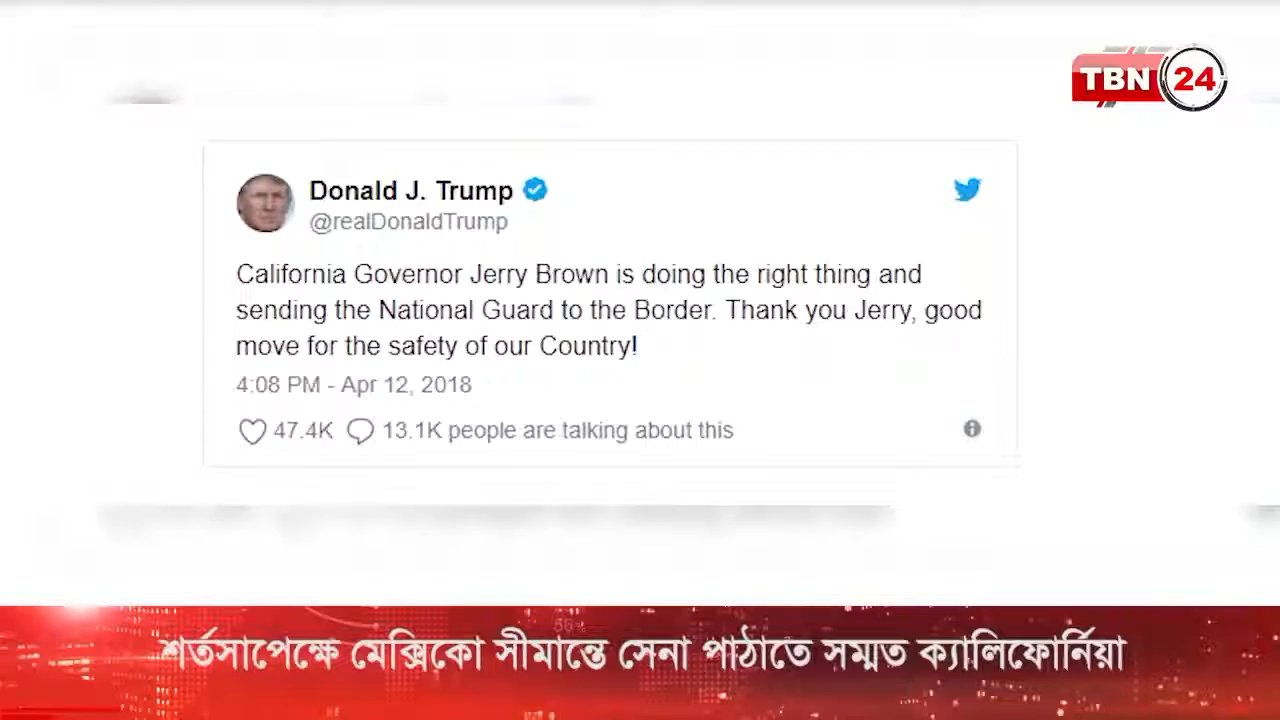 TBN 24
Donald J. Trump
@realDonaldTrump
California Governor Jerry Brown is doing the right thing and
sending the National Guard to the Border. Thank you Jerry, good
move for the safety of our Country!
4:08 PM - Apr 12, 2018
47.4K 13.1K people are talking about this
শর্তসাপেক্ষে মেক্সিকো সীমান্তে সেনা পাঠাতে সম্মত ক্যালিফোর্নিয়া